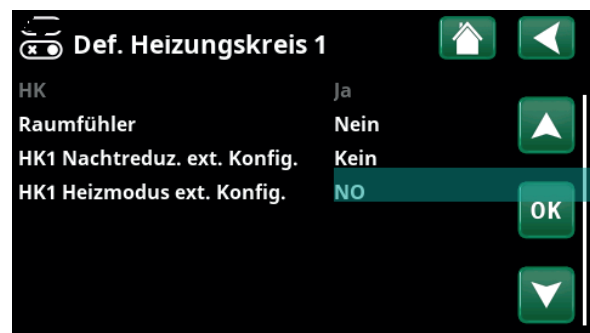 Def. Heizungskreis 1
HK Ja
Raumfühler Nein
HK1 Nachtreduz. ext. Konfig. Kein
HK1 Heizmodus ext. Konfig. NO
OK